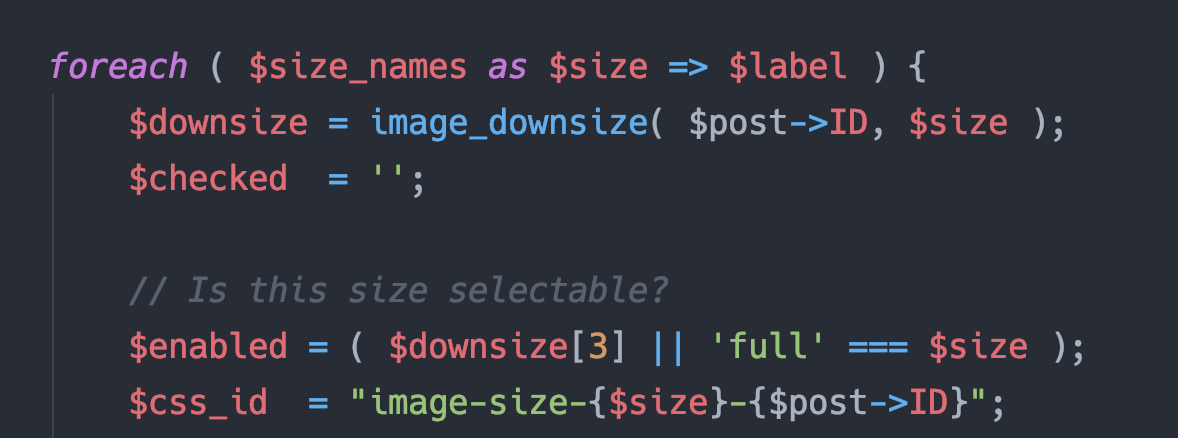 foreach ( $size_names as $size => $label ) {
    $downsize = image_downsize( $post->ID, $size );
    $checked  = '';

    // Is this size selectable?
    $enabled = ( $downsize[3] || 'full' === $size );
    $css_id  = "image-size-{$size}-{$post->ID}";